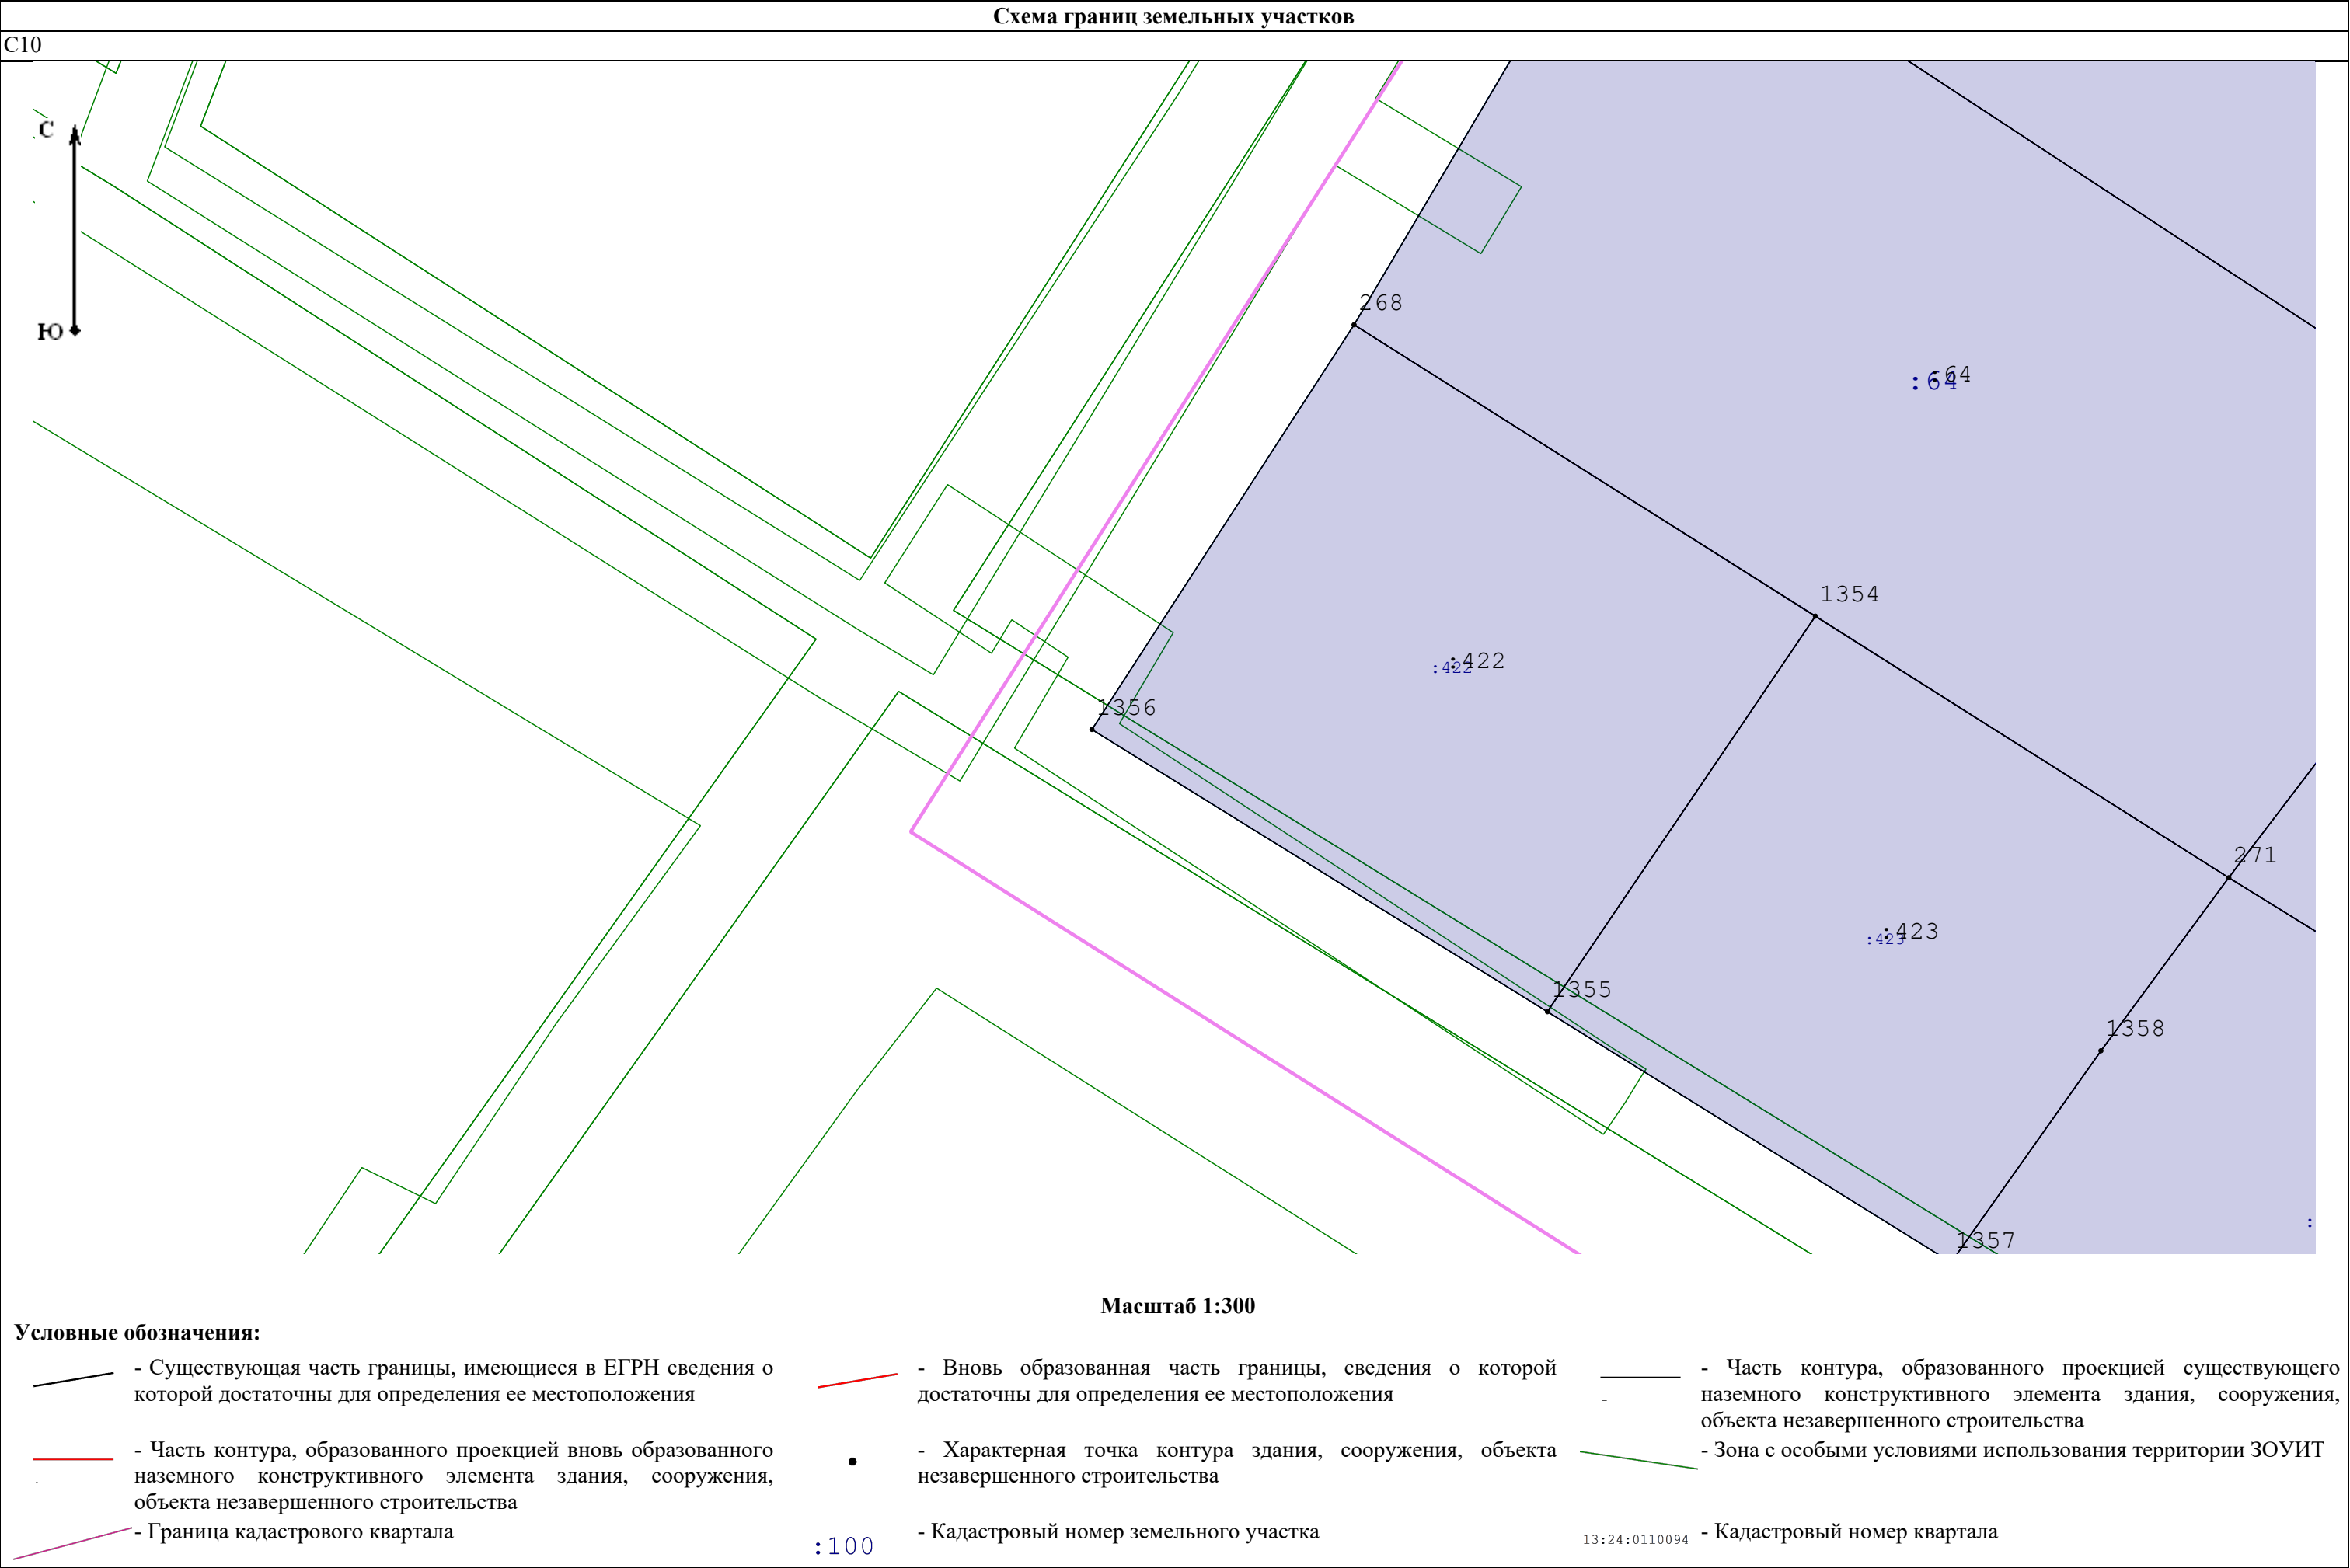 Схема границ земельных участков
С10
С
Ю
268
:64
:64
1354
:422
:422
1356
271
:423
:423
1355
1358
:
1357
Масштаб 1:300
Условные обозначения:
- Существующая часть границы, имеющиеся в ЕГРН сведения о
которой достаточны для определения ее местоположения
- Вновь образованная часть границы, сведения о которой
достаточны для определения ее местоположения
- Часть контура, образованного проекцией существующего
наземного конструктивного элемента здания, сооружения,
объекта незавершенного строительства
- Часть контура, образованного проекцией вновь образованного
наземного конструктивного элемента здания, сооружения,
объекта незавершенного строительства
- Характерная точка контура здания, сооружения, объекта
незавершенного строительства
- Зона с особыми условиями использования территории ЗОУИТ
- Граница кадастрового квартала
:100
- Кадастровый номер земельного участка
13:24:0110094
- Кадастровый номер квартала